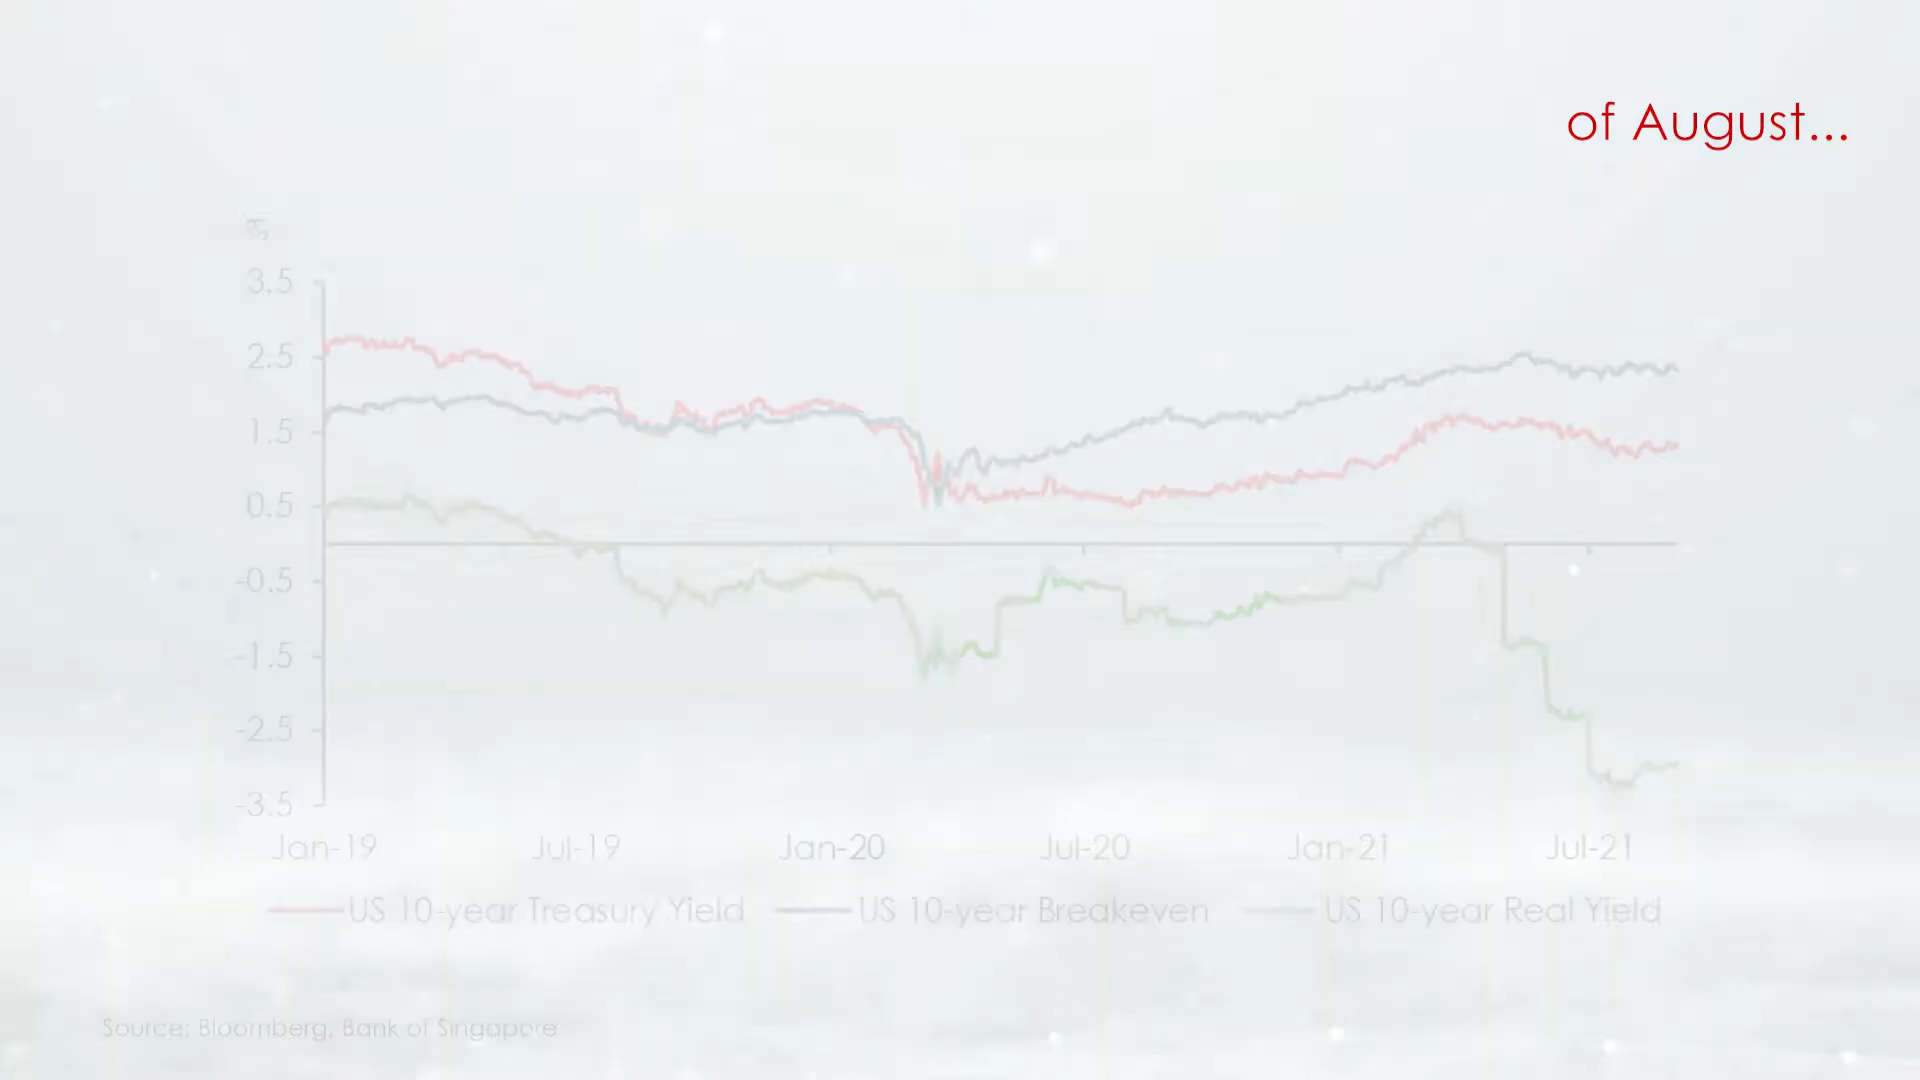 of August...
%
3.5
2.5
1.5
0.5
-0.5
-1.5
-2.5
-3.5
Jan-19 Jul-19 Jan-20 Jul-20 Jan-21 Jul-21
US 10-year Treasury Yield US 10-year Breakeven US 10-year Real Yield
Source: Bloomberg, Bank of Singapore